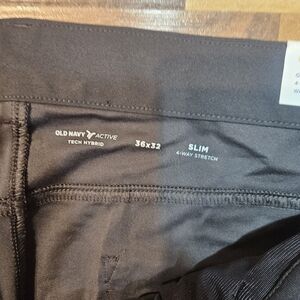 OLD NAVY ACTIVE
TECH HYBRID
36x32
SLIM
4-WAY STRETCH